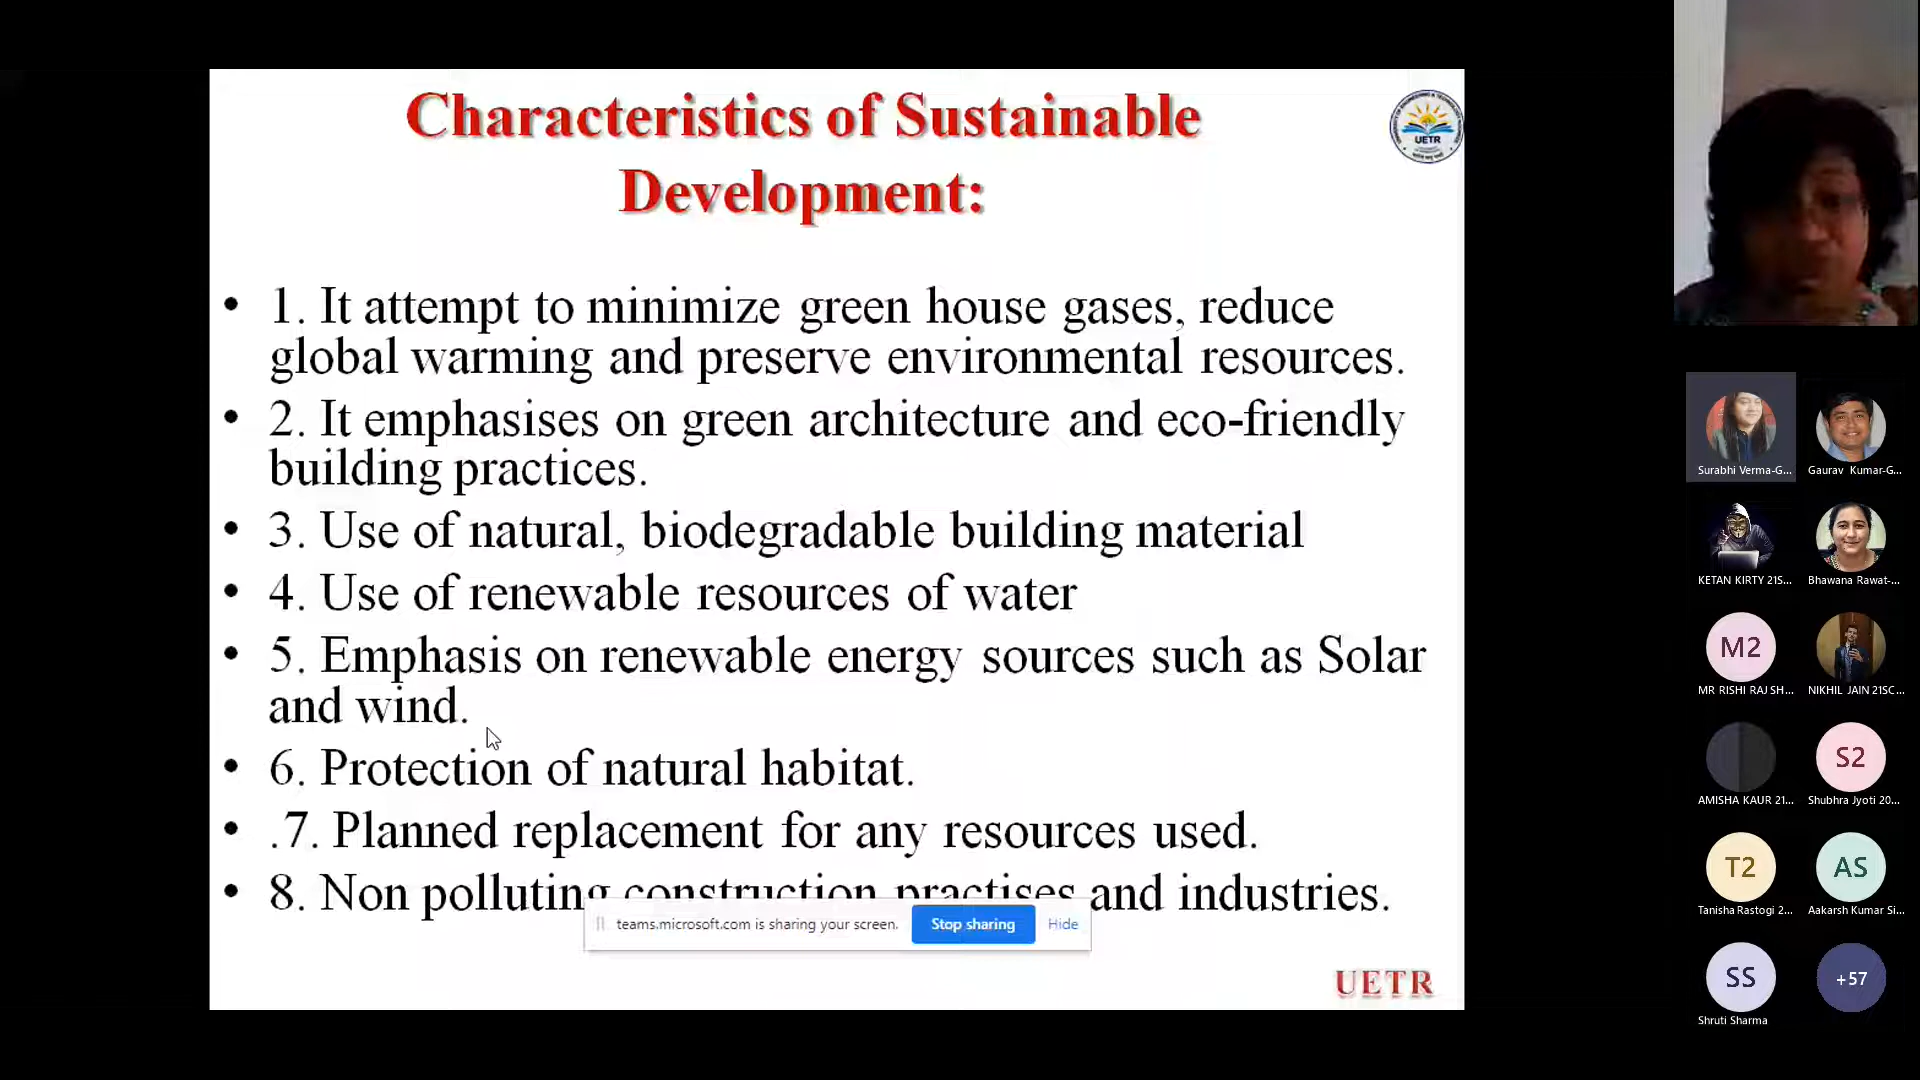 Characteristics of Sustainable
Development:
UETR
• 1. It attempt to minimize green house gases, reduce
global warming and preserve environmental resources.
• 2. It emphasises on green architecture and eco-friendly
building practices.
• 3. Use of natural, biodegradable building material
• 4. Use of renewable resources of water
• 5. Emphasis on renewable energy sources such as Solar
and wind.
• 6. Protection of natural habitat.
• .7. Planned replacement for any resources used.
• 8. Non polluting construction practises and industries.
teams.microsoft.com is sharing your screen. Stop sharing Hide
UETR
Surabhi Verma-G... Gaurav Kumar-G...
KETAN KIRTY 21S... Bhawana Rawat-...
M2
MR RISHI RAJ SH... NIKHIL JAIN 21SC...
S2
AMISHA KAUR 21... Shubhra Jyoti 20...
T2 AS
Tanisha Rastogi 2... Aakarsh Kumar Si...
SS +57
Shruti Sharma